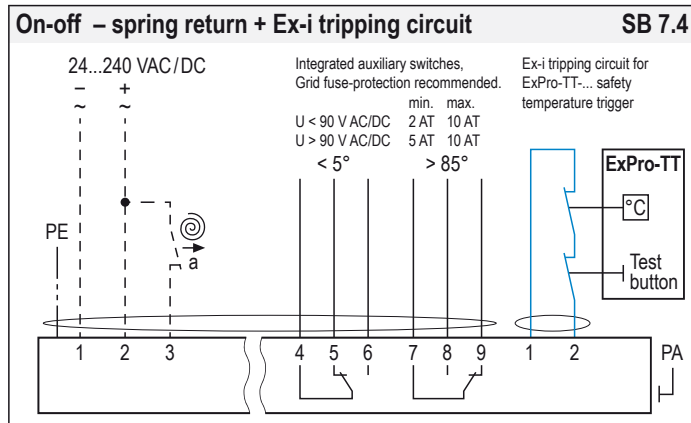 On-off – spring return + Ex-i tripping circuit SB 7.4
24...240 VAC/DC
– +
~ ~
Integrated auxiliary switches,
Grid fuse-protection recommended.
min. max.
U < 90 V AC/DC 2 AT 10 AT
U > 90 V AC/DC 5 AT 10 AT
< 5° > 85°
Ex-i tripping circuit for
ExPro-TT-... safety
temperature trigger
ExPro-TT
°C
Test
button
PE
a
1 2 3 4 5 6 7 8 9 1 2 PA